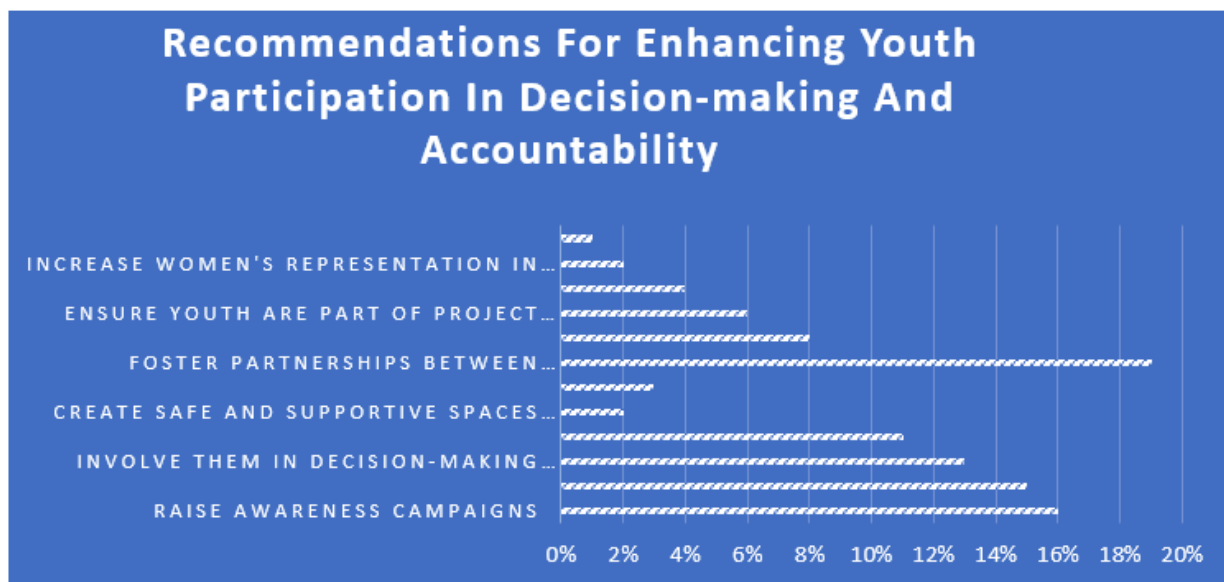 Recommendations For Enhancing Youth
Participation In Decision-making And
Accountability
INCREASE WOMEN'S REPRESENTATION IN...
ENSURE YOUTH ARE PART OF PROJECT...
FOSTER PARTNERSHIPS BETWEEN...
CREATE SAFE AND SUPPORTIVE SPACES...
INVOLVE THEM IN DECISION-MAKING...
RAISE AWARENESS CAMPAIGNS
0% 2% 4% 6% 8% 10% 12% 14% 16% 18% 20%